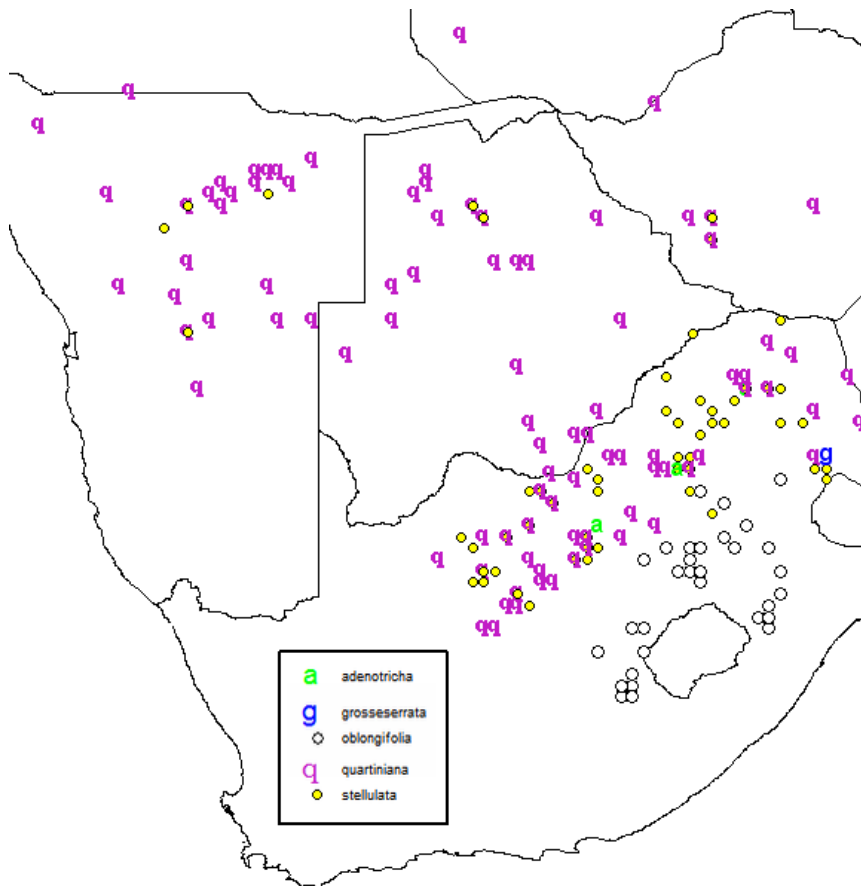 a adenotricha
g grosseserrata
oblongifolia
q quartiniana
stellulata